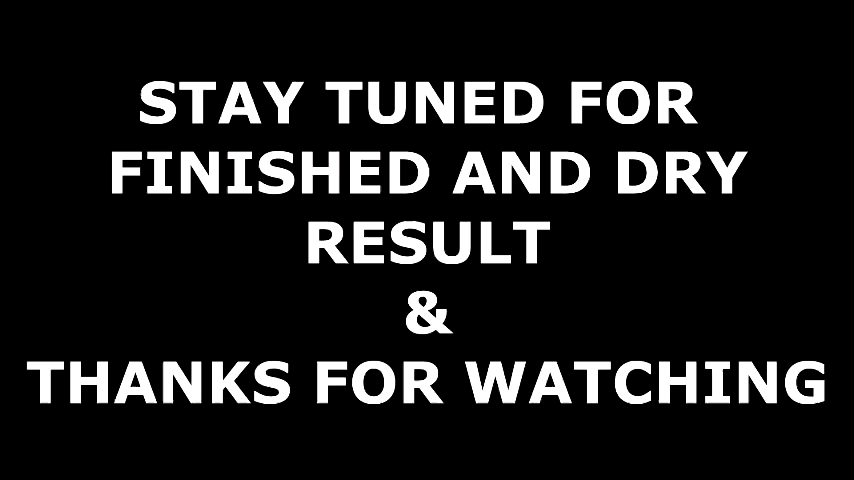 STAY TUNED FOR
FINISHED AND DRY
RESULT
&
THANKS FOR WATCHING